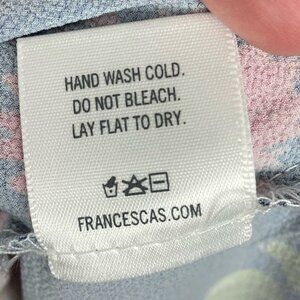 HAND WASH COLD.
DO NOT BLEACH.
LAY FLAT TO DRY.
FRANCESCAS.COM